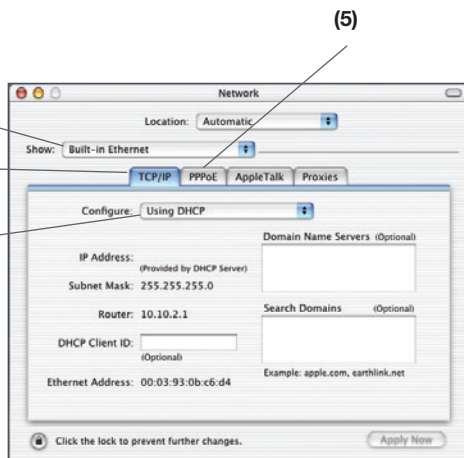 (5)
Network
Location: Automatic
Show: Built-in Ethernet
TCP/IP PPPoE AppleTalk Proxies
Configure: Using DHCP
Domain Name Servers (Optional)
IP Address:
(Provided by DHCP Server)
Subnet Mask: 255.255.255.0
Router: 10.10.2.1
Search Domains (Optional)
DHCP Client ID:
(Optional)
Example: apple.com, earthlink.net
Ethernet Address: 00:03:93:0b:c6:d4
Click the lock to prevent further changes.
Apply Now